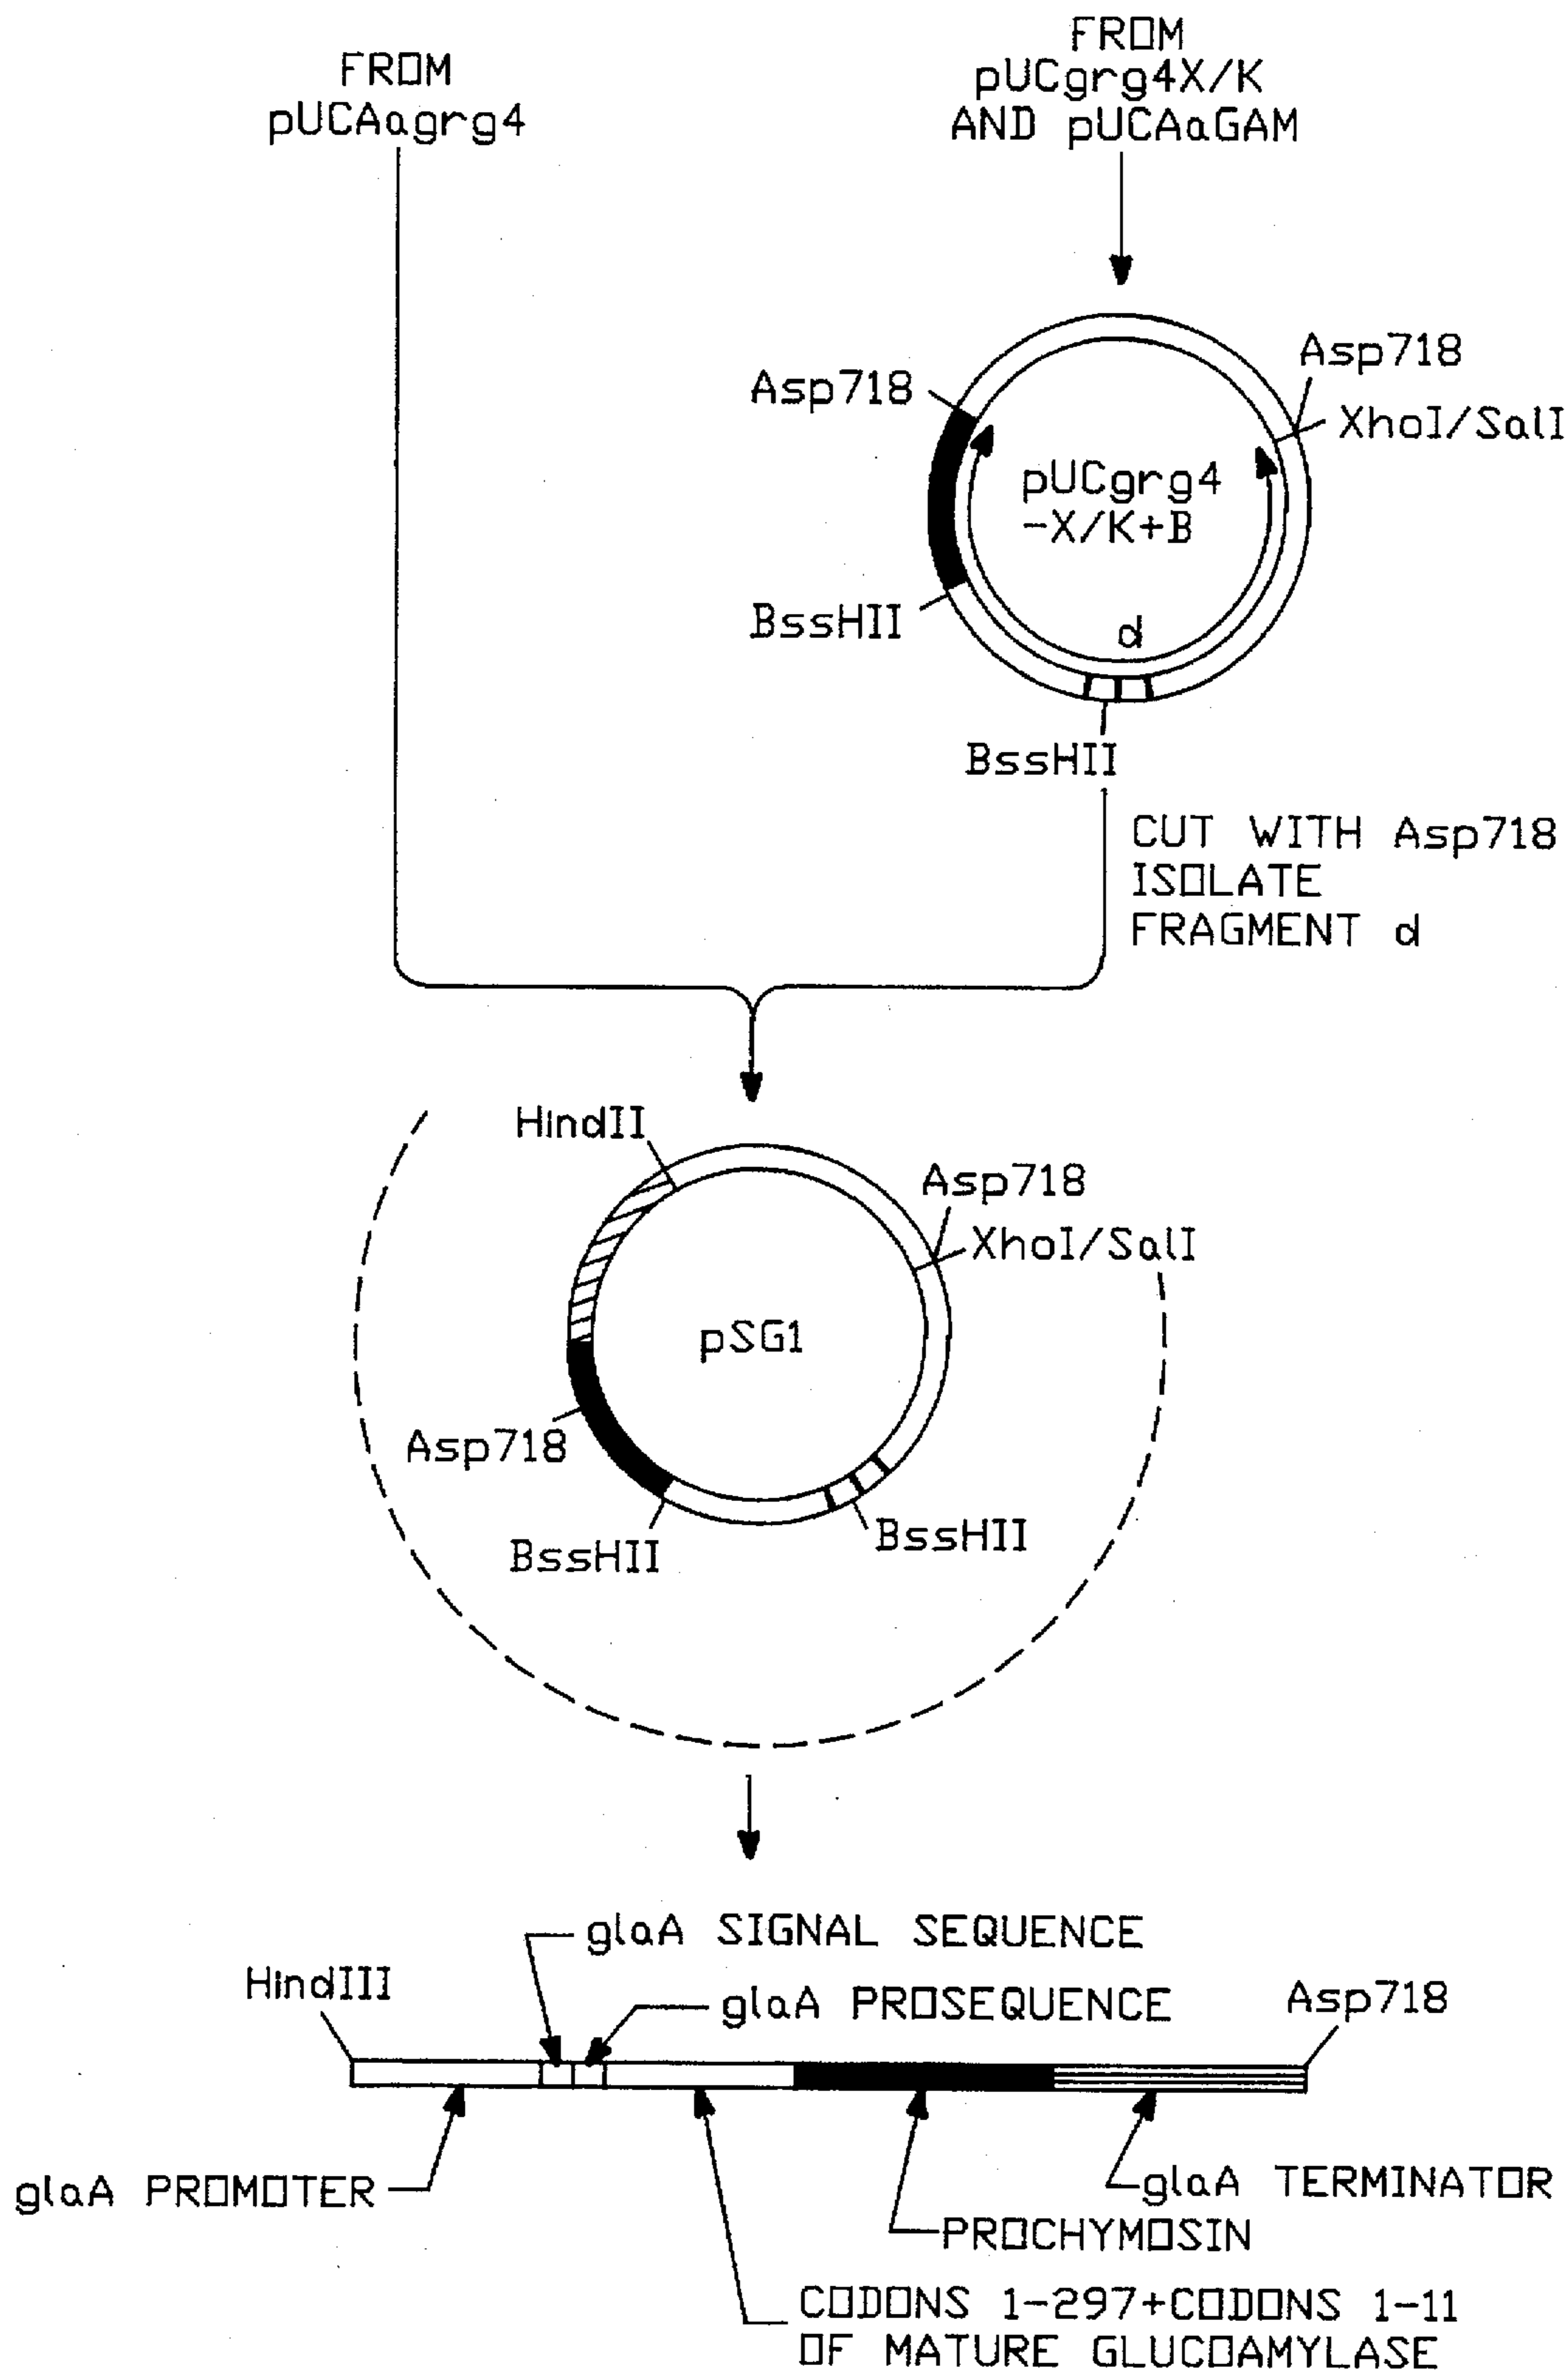 FROM
pUCAagrg4
FROM
pUCgrg4X/K
AND pUCAaGAM
Asp718
Asp718
XhoI/SalI
pUCgrg4
-X/K+B
BssHII
d
BssHII
CUT WITH Asp718
ISOLATE
FRAGMENT d
HindII
Asp718
XhoI/SalI
pSG1
Asp718
BssHII
BssHII
glaA SIGNAL SEQUENCE
HindIII
glaA PROSEQUENCE
Asp718
glaA PROMOTER
glaA TERMINATOR
PROCHYMOSIN
CODONS 1-297+CODONS 1-11
OF MATURE GLUCOAMYLASE